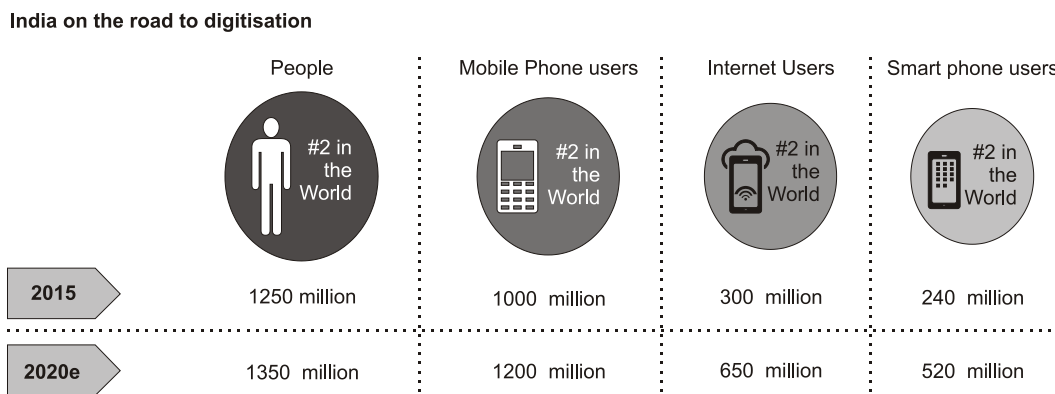 India on the road to digitisation
People
Mobile Phone users
Internet Users
Smart phone users
#2 in
the
World
#2 in
the
World
#2 in
the
World
#2 in
the
World
2015
1250 million
1000 million
300 million
240 million
2020e
1350 million
1200 million
650 million
520 million